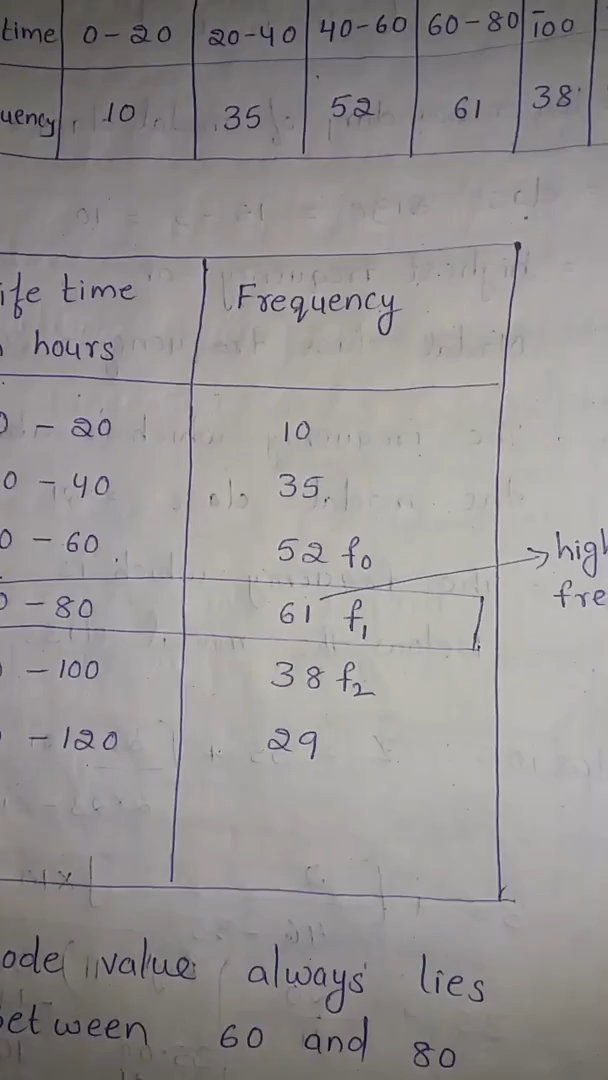 time 0-20 20-40 40-60 60-80 -100
uency 10 35 52 61 38
ife time Frequency
hours
0 - 20 10
0 - 40 35
0 - 60 52 f0
0 - 80 61 f1
- 100 38 f2
- 120 29
high
fre
ode value always lies
etween 60 and 80